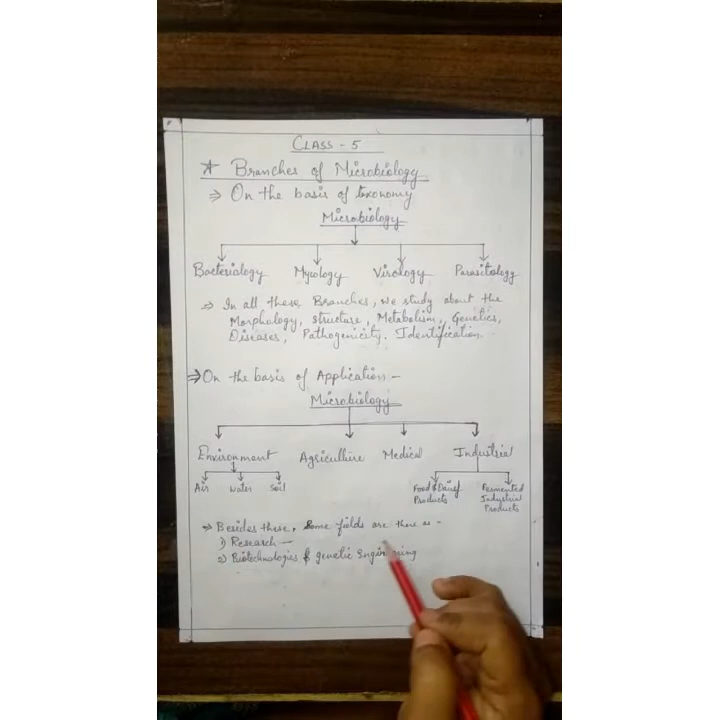 CLASS - 5
* Branches of Microbiology
⇒ On the basis of taxonomy
Microbiology
Bacteriology Mycology Virology Parasitology
⇒ In all these Branches, we study about the
Morphology, structure, Metabolism, Genetics,
Diseases, Pathogenicity. Identification.
⇒ On the basis of Application -
Microbiology
Environment Agriculture Medical Industrial
Air Water Soil
Food & Dairy Products
Fermented Industrial Products
⇒ Besides these, Some fields are there is -
1) Research -
2) Biotechnologies & genetic Engineering